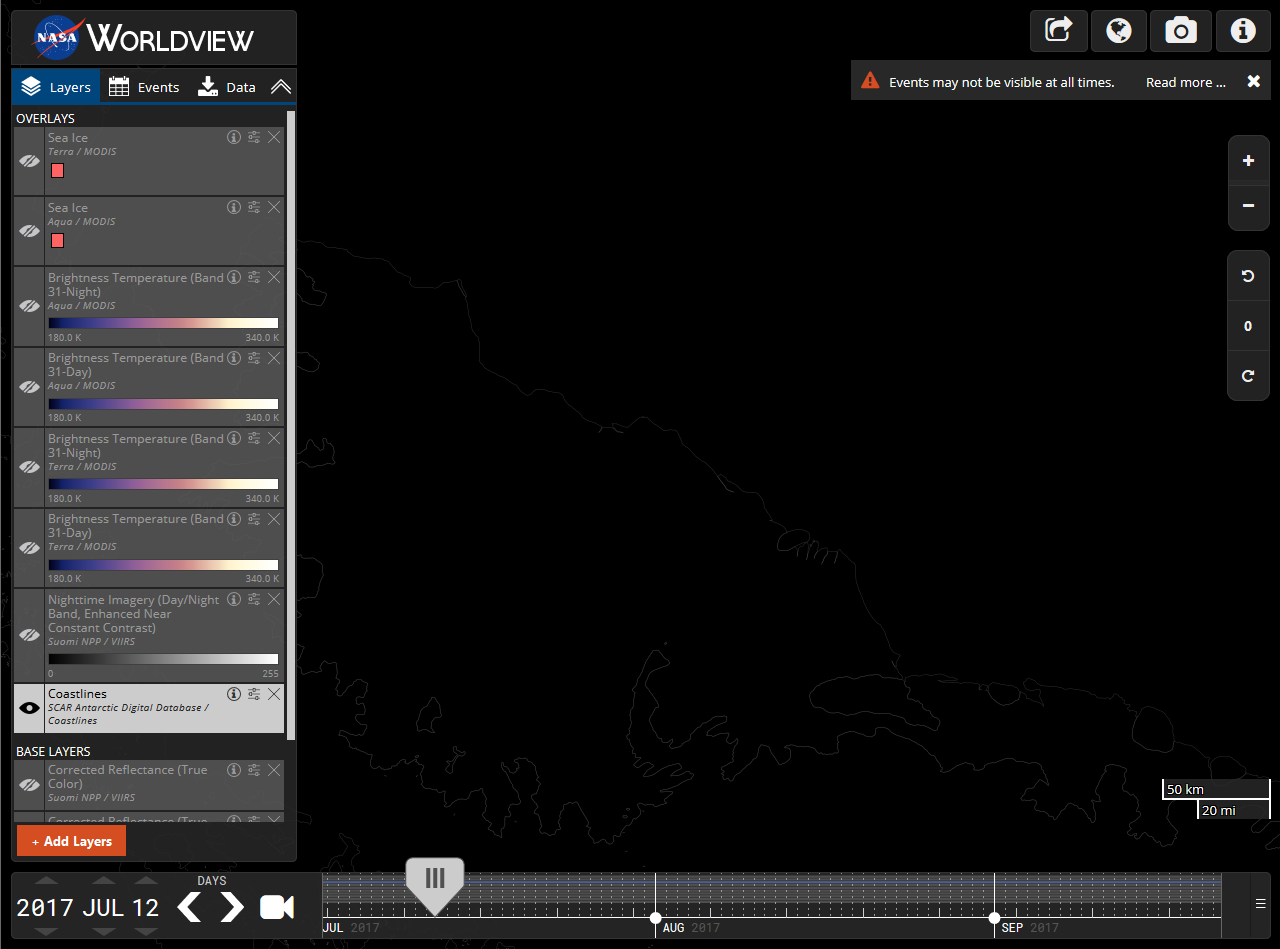 NASA WORLDVIEW
Layers Events Data
Events may not be visible at all times. Read more ...
OVERLAYS
Sea Ice
Terra / MODIS
Sea Ice
Aqua / MODIS
Brightness Temperature (Band
31-Night)
Aqua / MODIS
180.0 K 340.0 K
Brightness Temperature (Band
31-Day)
Aqua / MODIS
180.0 K 340.0 K
Brightness Temperature (Band
31-Night)
Terra / MODIS
180.0 K 340.0 K
Brightness Temperature (Band
31-Day)
Terra / MODIS
180.0 K 340.0 K
Nighttime Imagery (Day/Night
Band, Enhanced Near
Constant Contrast)
Suomi NPP / VIIRS
0 255
Coastlines
SCAR Antarctic Digital Database /
Coastlines
BASE LAYERS
Corrected Reflectance (True
Color)
Suomi NPP / VIIRS
Corrected Reflectance (True
+ Add Layers
+
−
0
50 km
20 mi
DAYS
2017 JUL 12
JUL 2017 AUG 2017 SEP 2017